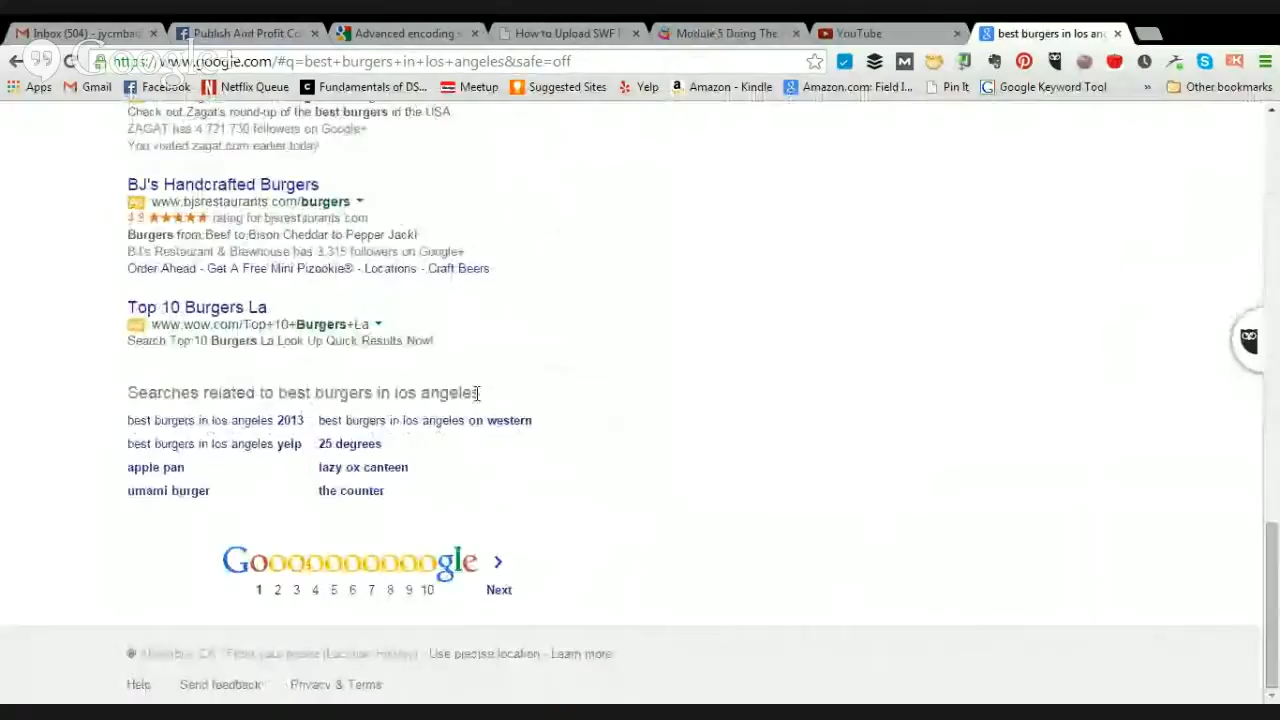 Inbox (504) - jycmba
Publish And Profit Co
Advanced encoding
How to Upload SWF
Module 5 Doing The
YouTube
best burgers in los an
Google+
https://www.google.com/#q=best+burgers+in+los+angeles&safe=off
Apps
Gmail
Facebook
Netflix Queue
Fundamentals of DS...
Meetup
Suggested Sites
Yelp
Amazon - Kindle
Amazon.com: Field I...
Pin It
Google Keyword Tool
»
Other bookmarks
Check out Zagat's round-up of the best burgers in the USA
ZAGAT has 4,721,730 followers on Google+
You visited zagat.com earlier today!
BJ's Handcrafted Burgers
www.bjsrestaurants.com/burgers
rating for bjsrestaurants.com
Burgers from Beef to Bison Cheddar to Pepper Jack!
BJ's Restaurant & Brewhouse has 3,315 followers on Google+
Order Ahead - Get A Free Mini Pizookie® - Locations - Craft Beers
Top 10 Burgers La
www.wow.com/Top+10+Burgers+La
Search Top 10 Burgers La Look Up Quick Results Now!
Searches related to best burgers in los angeles
best burgers in los angeles 2013
best burgers in los angeles on western
best burgers in los angeles yelp
25 degrees
apple pan
lazy ox canteen
umami burger
the counter
Gooooooooooogle
1 2 3 4 5 6 7 8 9 10 Next
Use precise location - Learn more
Help
Send feedback
Privacy & Terms